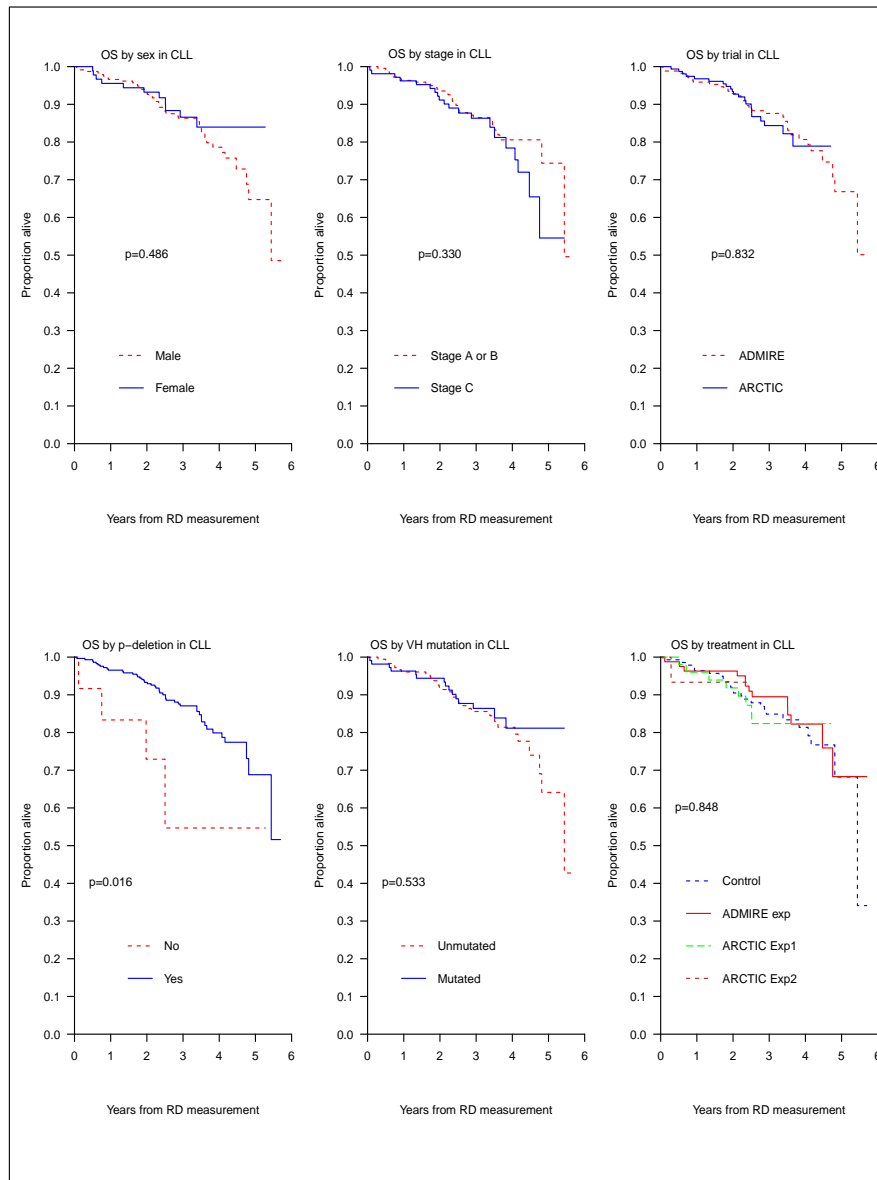 OS by sex in CLL
1.0
0.9
0.8
0.7
0.6
0.5
0.4
0.3
0.2
0.1
0.0
Proportion alive
p=0.486
Male
Female
0 1 2 3 4 5 6
Years from RD measurement
OS by stage in CLL
1.0
0.9
0.8
0.7
0.6
0.5
0.4
0.3
0.2
0.1
0.0
Proportion alive
p=0.330
Stage A or B
Stage C
0 1 2 3 4 5 6
Years from RD measurement
OS by trial in CLL
1.0
0.9
0.8
0.7
0.6
0.5
0.4
0.3
0.2
0.1
0.0
Proportion alive
p=0.832
ADMIRE
ARCTIC
0 1 2 3 4 5 6
Years from RD measurement
OS by p−deletion in CLL
1.0
0.9
0.8
0.7
0.6
0.5
0.4
0.3
0.2
0.1
0.0
Proportion alive
p=0.016
No
Yes
0 1 2 3 4 5 6
Years from RD measurement
OS by VH mutation in CLL
1.0
0.9
0.8
0.7
0.6
0.5
0.4
0.3
0.2
0.1
0.0
Proportion alive
p=0.533
Unmutated
Mutated
0 1 2 3 4 5 6
Years from RD measurement
OS by treatment in CLL
1.0
0.9
0.8
0.7
0.6
0.5
0.4
0.3
0.2
0.1
0.0
Proportion alive
p=0.848
Control
ADMIRE exp
ARCTIC Exp1
ARCTIC Exp2
0 1 2 3 4 5 6
Years from RD measurement